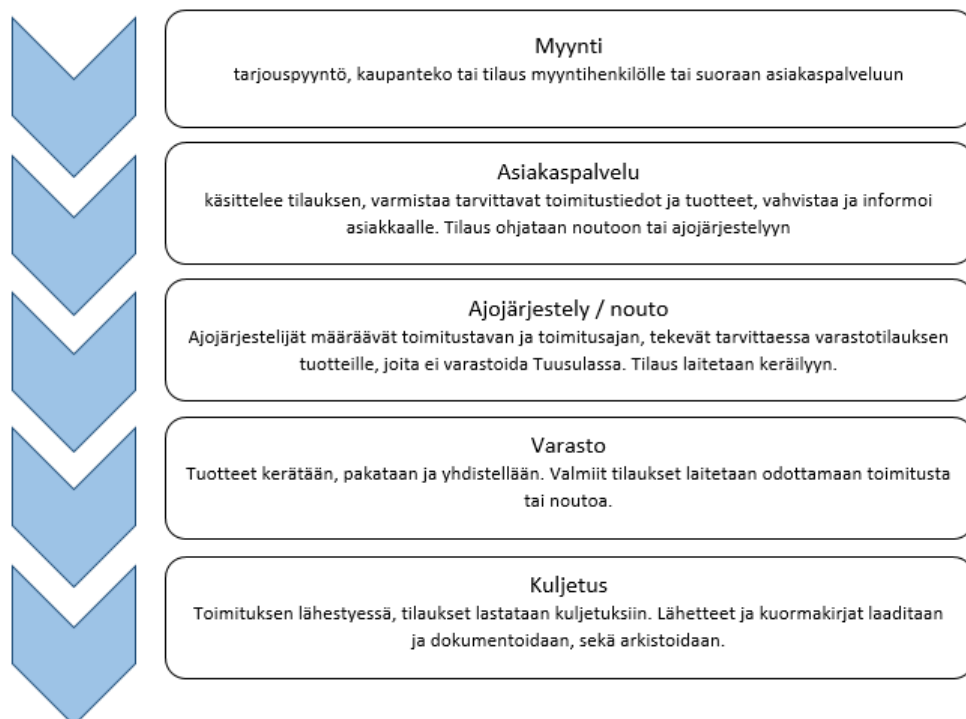 Myynti
tarjouspyyntö, kaupanteko tai tilaus myyntihenkilölle tai suoraan asiakaspalveluun
Asiakaspalvelu
käsittelee tilauksen, varmistaa tarvittavat toimitustiedot ja tuotteet, vahvistaa ja informoi
asiakkaalle. Tilaus ohjataan noutoon tai ajojärjestelyyn
Ajojärjestely / nouto
Ajojärjestelijät määräävät toimitustavan ja toimitusajan, tekevät tarvittaessa varastotilauksen
tuotteille, joita ei varastoida Tuusulassa. Tilaus laitetaan keräilyyn.
Varasto
Tuotteet kerätään, pakataan ja yhdistellään. Valmiit tilaukset laitetaan odottamaan toimitusta
tai noutoa.
Kuljetus
Toimituksen lähestyessä, tilaukset lastataan kuljetuksiin. Lähetteet ja kuormakirjat laaditaan
ja dokumentoidaan, sekä arkistoidaan.